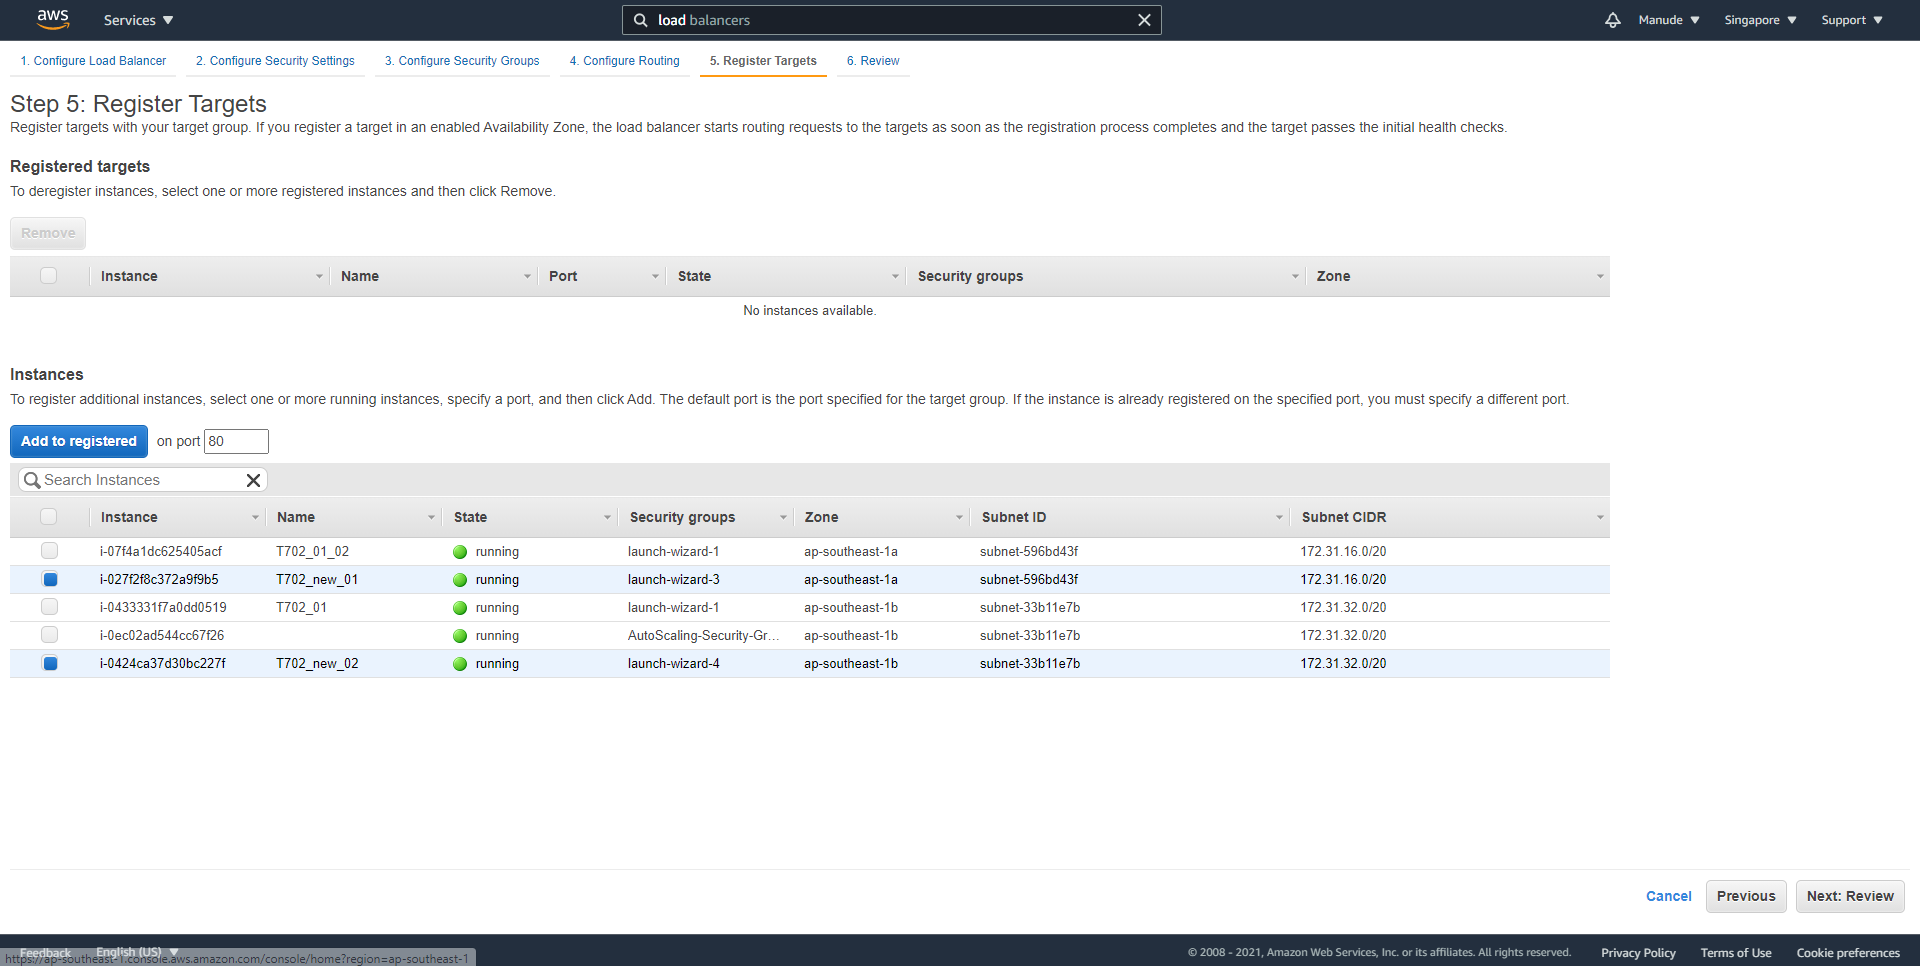 aws Services load balancers Manude Singapore Support
1. Configure Load Balancer 2. Configure Security Settings 3. Configure Security Groups 4. Configure Routing 5. Register Targets 6. Review
Step 5: Register Targets
Register targets with your target group. If you register a target in an enabled Availability Zone, the load balancer starts routing requests to the targets as soon as the registration process completes and the target passes the initial health checks.
Registered targets
To deregister instances, select one or more registered instances and then click Remove.
Remove
Instance Name Port State Security groups Zone
No instances available.
Instances
To register additional instances, select one or more running instances, specify a port, and then click Add. The default port is the port specified for the target group. If the instance is already registered on the specified port, you must specify a different port.
Add to registered on port 80
Search Instances
Instance Name State Security groups Zone Subnet ID Subnet CIDR
i-07f4a1dc625405acf T702_01_02 running launch-wizard-1 ap-southeast-1a subnet-596bd43f 172.31.16.0/20
i-027f2f8c372a9f9b5 T702_new_01 running launch-wizard-3 ap-southeast-1a subnet-596bd43f 172.31.16.0/20
i-0433331f7a0dd0519 T702_01 running launch-wizard-1 ap-southeast-1b subnet-33b11e7b 172.31.32.0/20
i-0ec02ad544cc67f26 running AutoScaling-Security-Gr... ap-southeast-1b subnet-33b11e7b 172.31.32.0/20
i-0424ca37d30bc227f T702_new_02 running launch-wizard-4 ap-southeast-1b subnet-33b11e7b 172.31.32.0/20
Cancel Previous Next: Review
Feedback English (US) © 2008 - 2021, Amazon Web Services, Inc. or its affiliates. All rights reserved. Privacy Policy Terms of Use Cookie preferences
https://ap-southeast-1.console.aws.amazon.com/console/home?region=ap-southeast-1